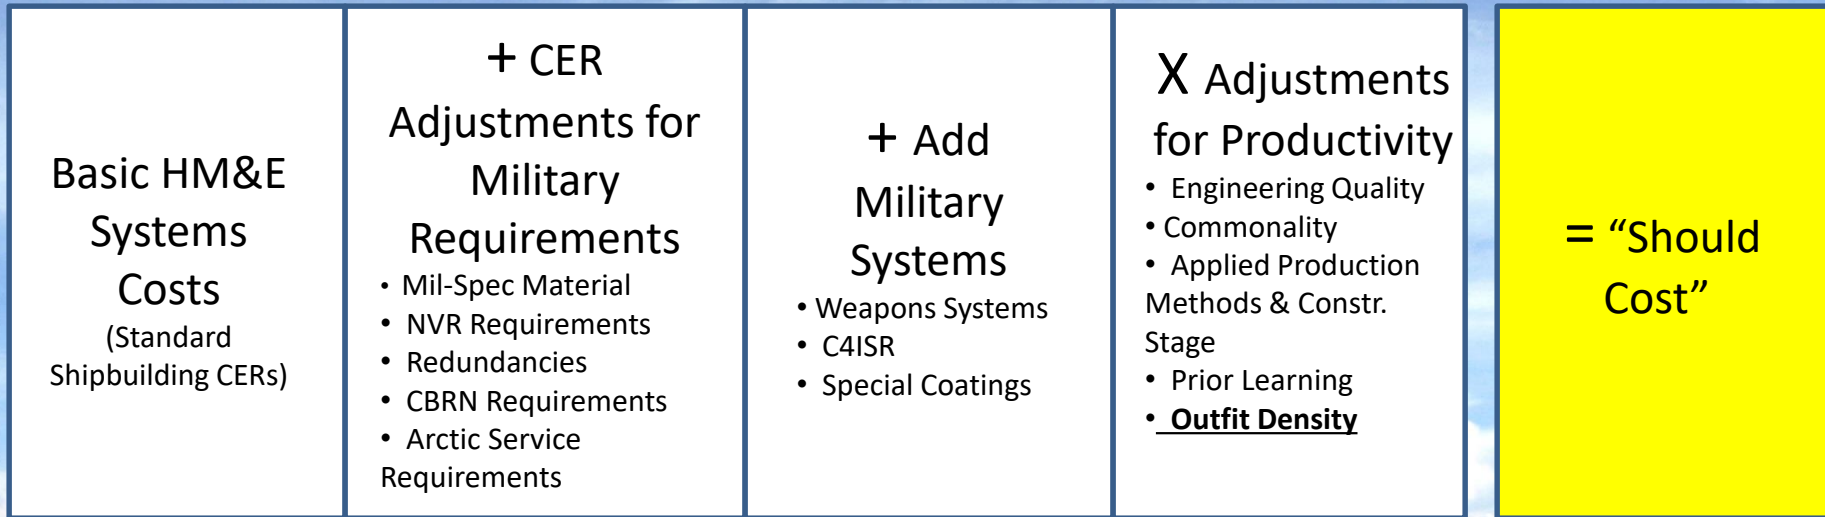 Basic HM&E
Systems
Costs
(Standard
Shipbuilding CERs)
+ CER
Adjustments for
Military
Requirements
• Mil-Spec Material
• NVR Requirements
• Redundancies
• CBRN Requirements
• Arctic Service
Requirements
+ Add
Military
Systems
• Weapons Systems
• C4ISR
• Special Coatings
X Adjustments
for Productivity
• Engineering Quality
• Commonality
• Applied Production
Methods & Constr.
Stage
• Prior Learning
• Outfit Density
= “Should
Cost”